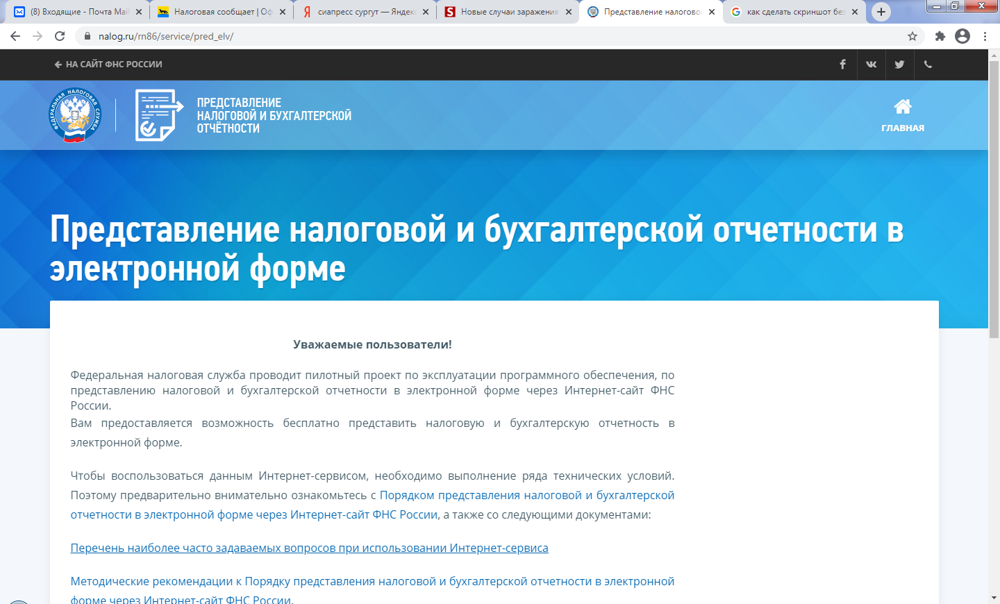 (8) Входящие - Почта Mail
Налоговая сообщает | Оф
сиапресс сургут — Яндекс
Новые случаи заражения
Представление налогово
как сделать скриншот без
nalog.ru/rn86/service/pred_elv/
НА САЙТ ФНС РОССИИ
ФЕДЕРАЛЬНАЯ НАЛОГОВАЯ СЛУЖБА
ПРЕДСТАВЛЕНИЕ
НАЛОГОВОЙ И БУХГАЛТЕРСКОЙ
ОТЧЁТНОСТИ
ГЛАВНАЯ
Представление налоговой и бухгалтерской отчетности в
электронной форме
Уважаемые пользователи!
Федеральная налоговая служба проводит пилотный проект по эксплуатации программного обеспечения, по
представлению налоговой и бухгалтерской отчетности в электронной форме через Интернет-сайт ФНС
России.
Вам предоставляется возможность бесплатно представить налоговую и бухгалтерскую отчетность в
электронной форме.
Чтобы воспользоваться данным Интернет-сервисом, необходимо выполнение ряда технических условий.
Поэтому предварительно внимательно ознакомьтесь с Порядком представления налоговой и бухгалтерской
отчетности в электронной форме через Интернет-сайт ФНС России, а также со следующими документами:
Перечень наиболее часто задаваемых вопросов при использовании Интернет-сервиса
Методические рекомендации к Порядку представления налоговой и бухгалтерской отчетности в электронной
форме через Интернет-сайт ФНС России.